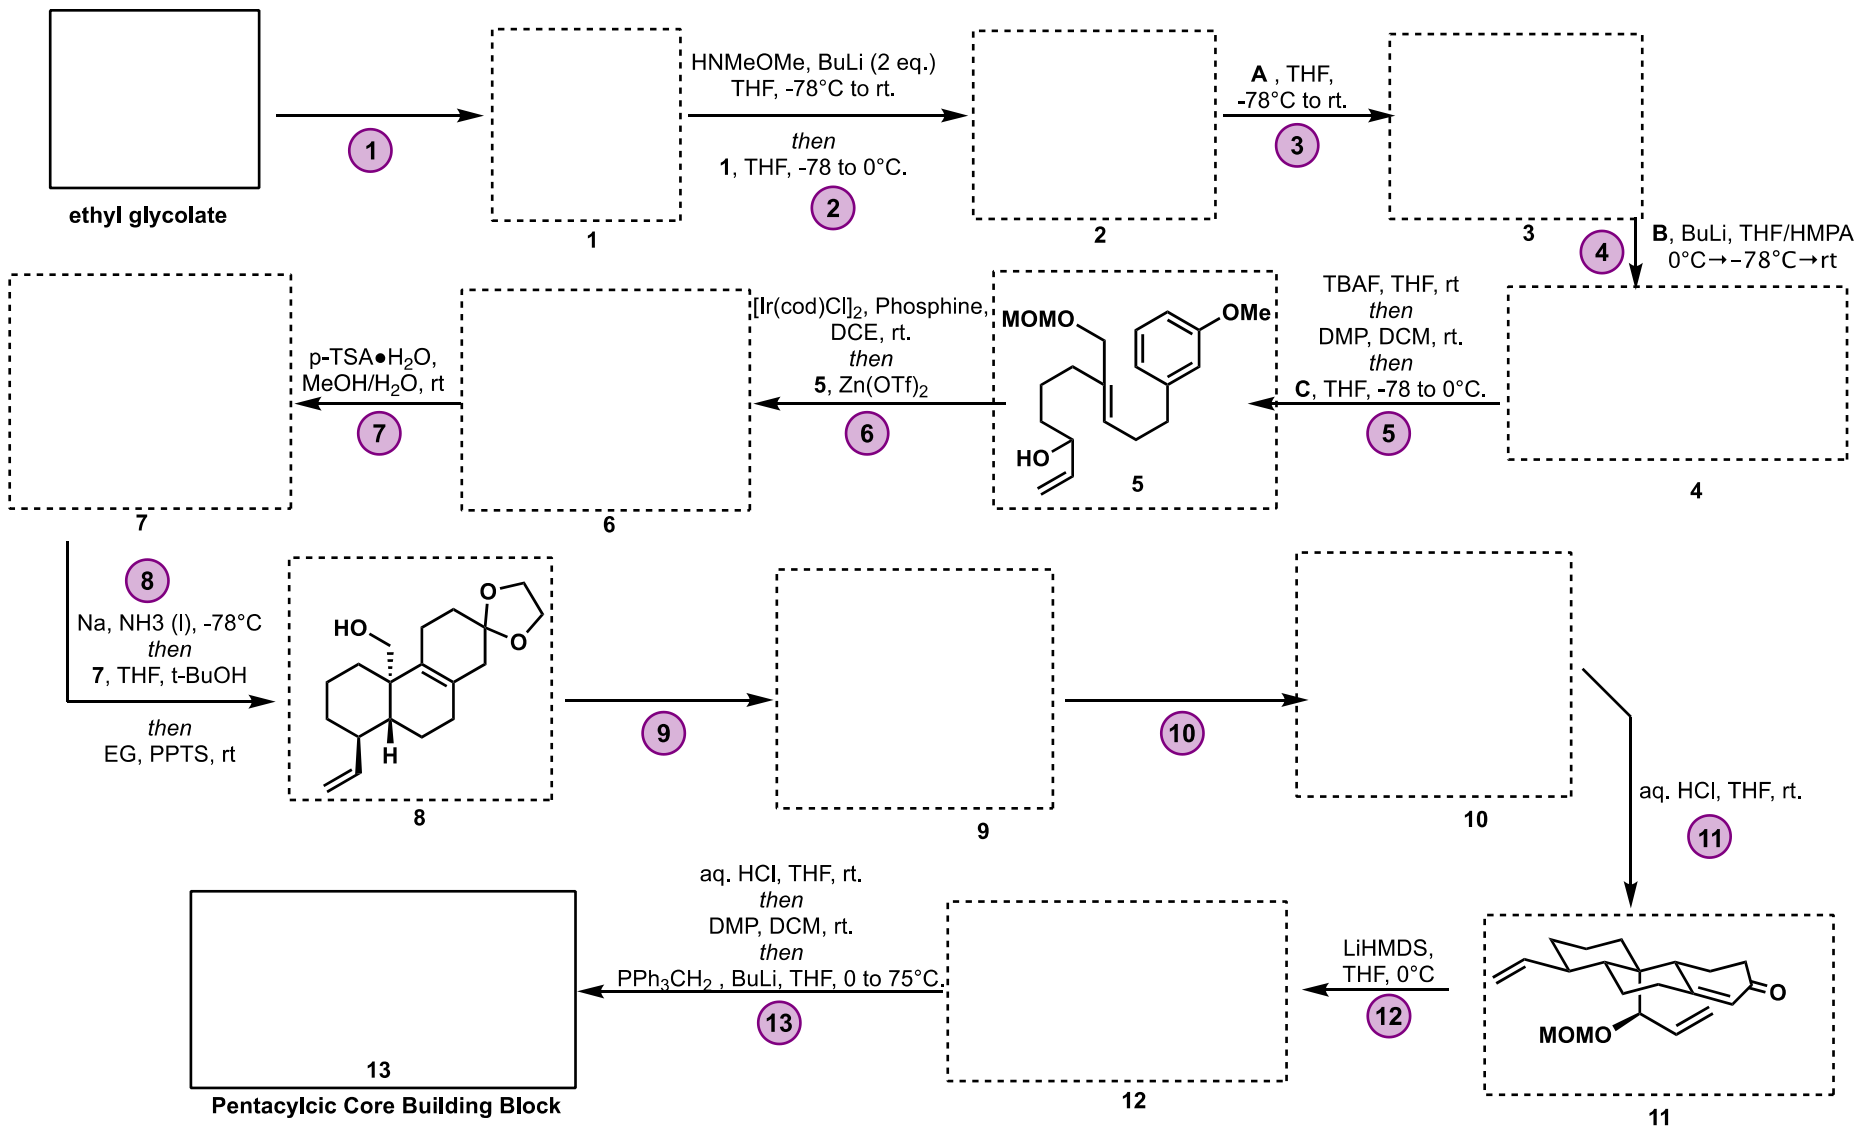 ethyl glycolate
1
1
HNMeOMe, BuLi (2 eq.)
THF, -78°C to rt.
then
1, THF, -78 to 0°C.
2
2
A , THF,
-78°C to rt.
3
3
4
B, BuLi, THF/HMPA
0°C→–78°C→rt
4
TBAF, THF, rt
then
DMP, DCM, rt.
then
C, THF, -78 to 0°C.
5
MOMO
OMe
HO
5
[Ir(cod)Cl]2, Phosphine,
DCE, rt.
then
5, Zn(OTf)2
6
6
p-TSA●H2O,
MeOH/H2O, rt
7
7
8
Na, NH3 (l), -78°C
then
7, THF, t-BuOH
then
EG, PPTS, rt
HO
O
O
H
8
9
9
10
10
aq. HCl, THF, rt.
11
O
MOMO
11
LiHMDS,
THF, 0°C
12
12
aq. HCl, THF, rt.
then
DMP, DCM, rt.
then
PPh3CH2 , BuLi, THF, 0 to 75°C.
13
13
Pentacylcic Core Building Block